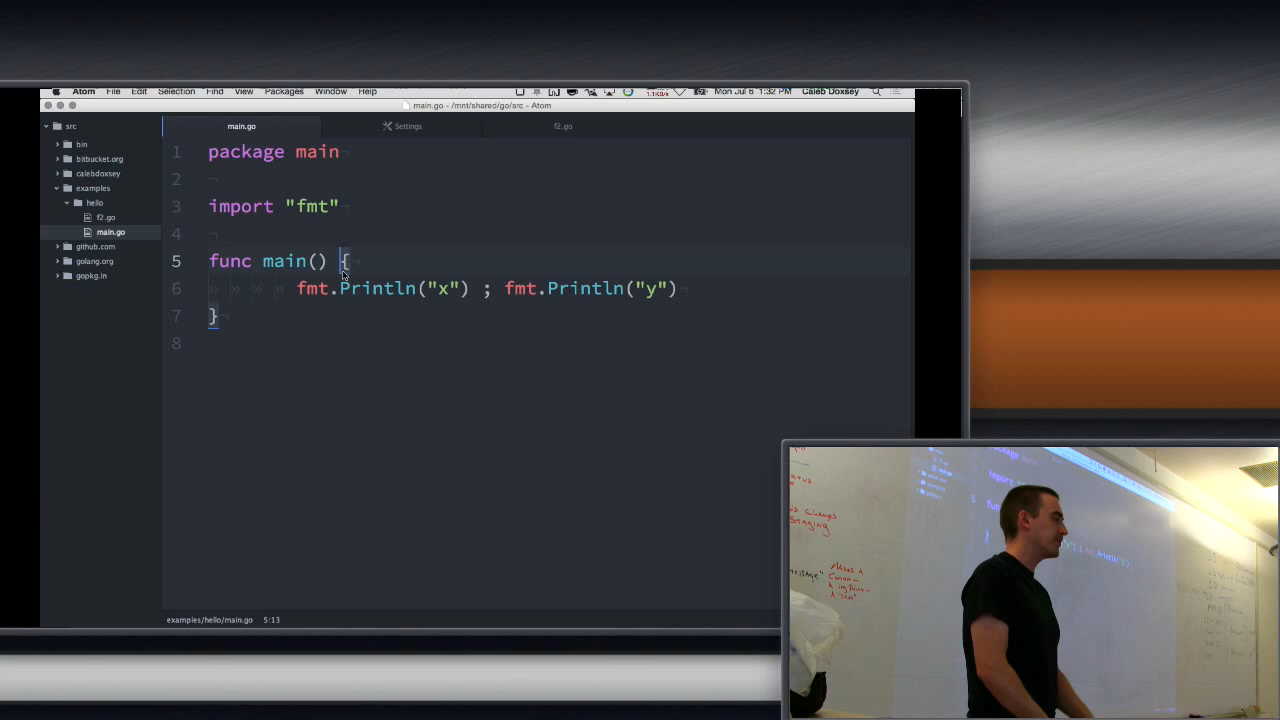 Atom File Edit Selection Find View Packages Window Help Mon Jul 6 1:32 PM Caleb Doxsey
main.go - /mnt/shared/go/src - Atom
src
bin
bitbucket.org
calebdoxsey
examples
hello
f2.go
main.go
github.com
golang.org
gopkg.in
main.go Settings f2.go
1 package main
2
3 import "fmt"
4
5 func main() {
6 fmt.Println("x") ; fmt.Println("y")
7 }
8
examples/hello/main.go 5:13
CHANGES
STAGING
MAKES A